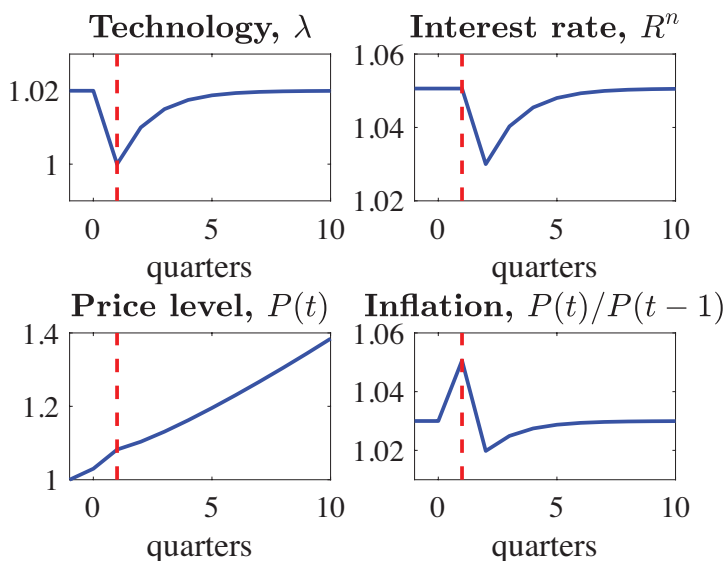 Technology, λ
1.02
1
0 5 10
quarters
Interest rate, Rⁿ
1.06
1.04
1.02
0 5 10
quarters
Price level, P(t)
1.4
1.2
1
0 5 10
quarters
Inflation, P(t)/P(t − 1)
1.06
1.04
1.02
0 5 10
quarters